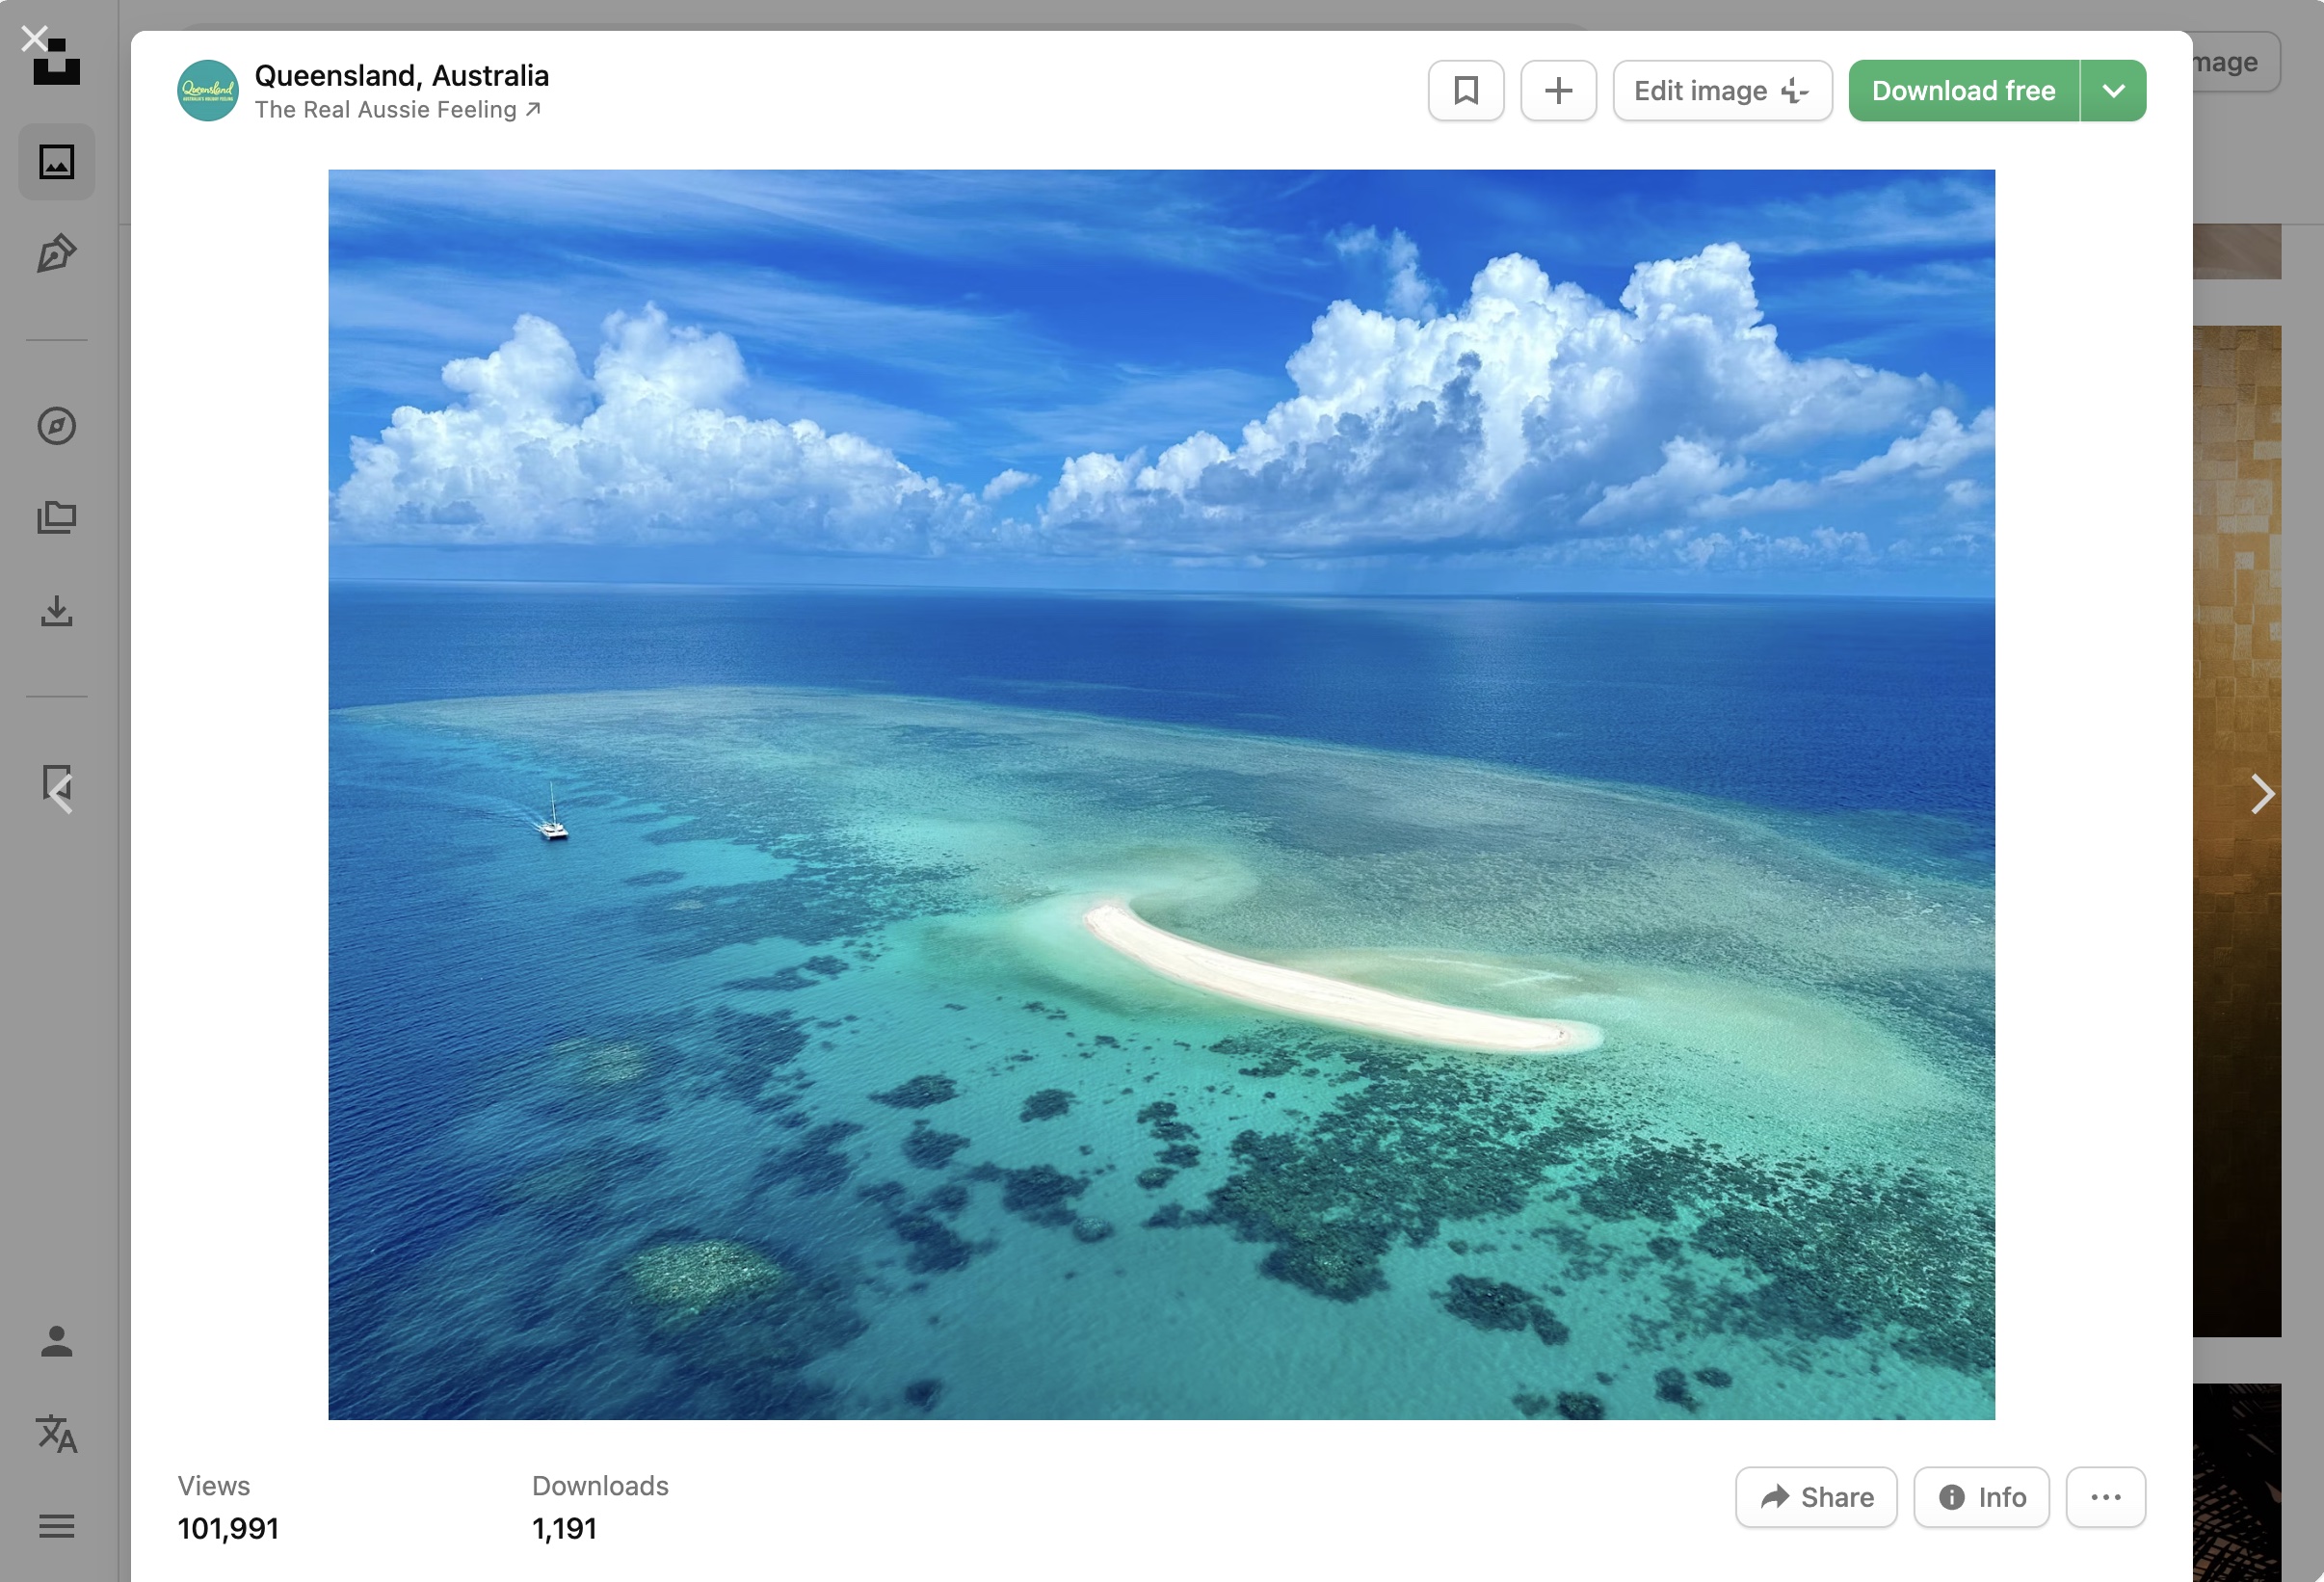 Queensland
Queensland, Australia
The Real Aussie Feeling
Edit image
Download free
mage
Views
101,991
Downloads
1,191
Share
Info